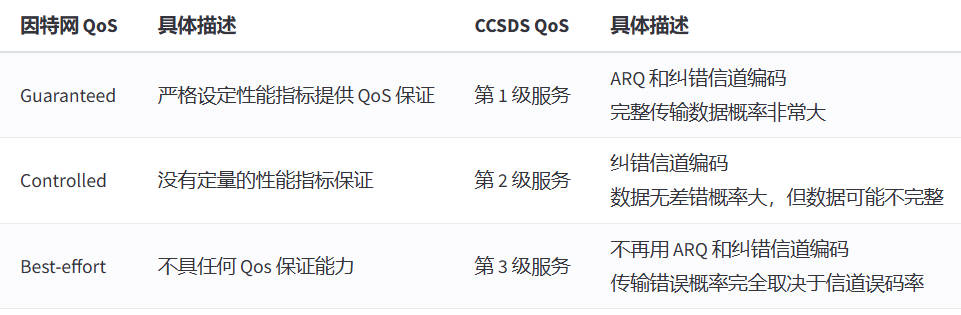 因特网 QoS 具体描述 CCSDS QoS 具体描述
Guaranteed 严格设定性能指标提供 QoS 保证 第 1 级服务 ARQ 和纠错信道编码
完整传输数据概率非常大
Controlled 没有定量的性能指标保证 第 2 级服务 纠错信道编码
数据无差错概率大，但数据可能不完整
Best-effort 不具任何 Qos 保证能力 第 3 级服务 不再用 ARQ 和纠错信道编码
传输错误概率完全取决于信道误码率